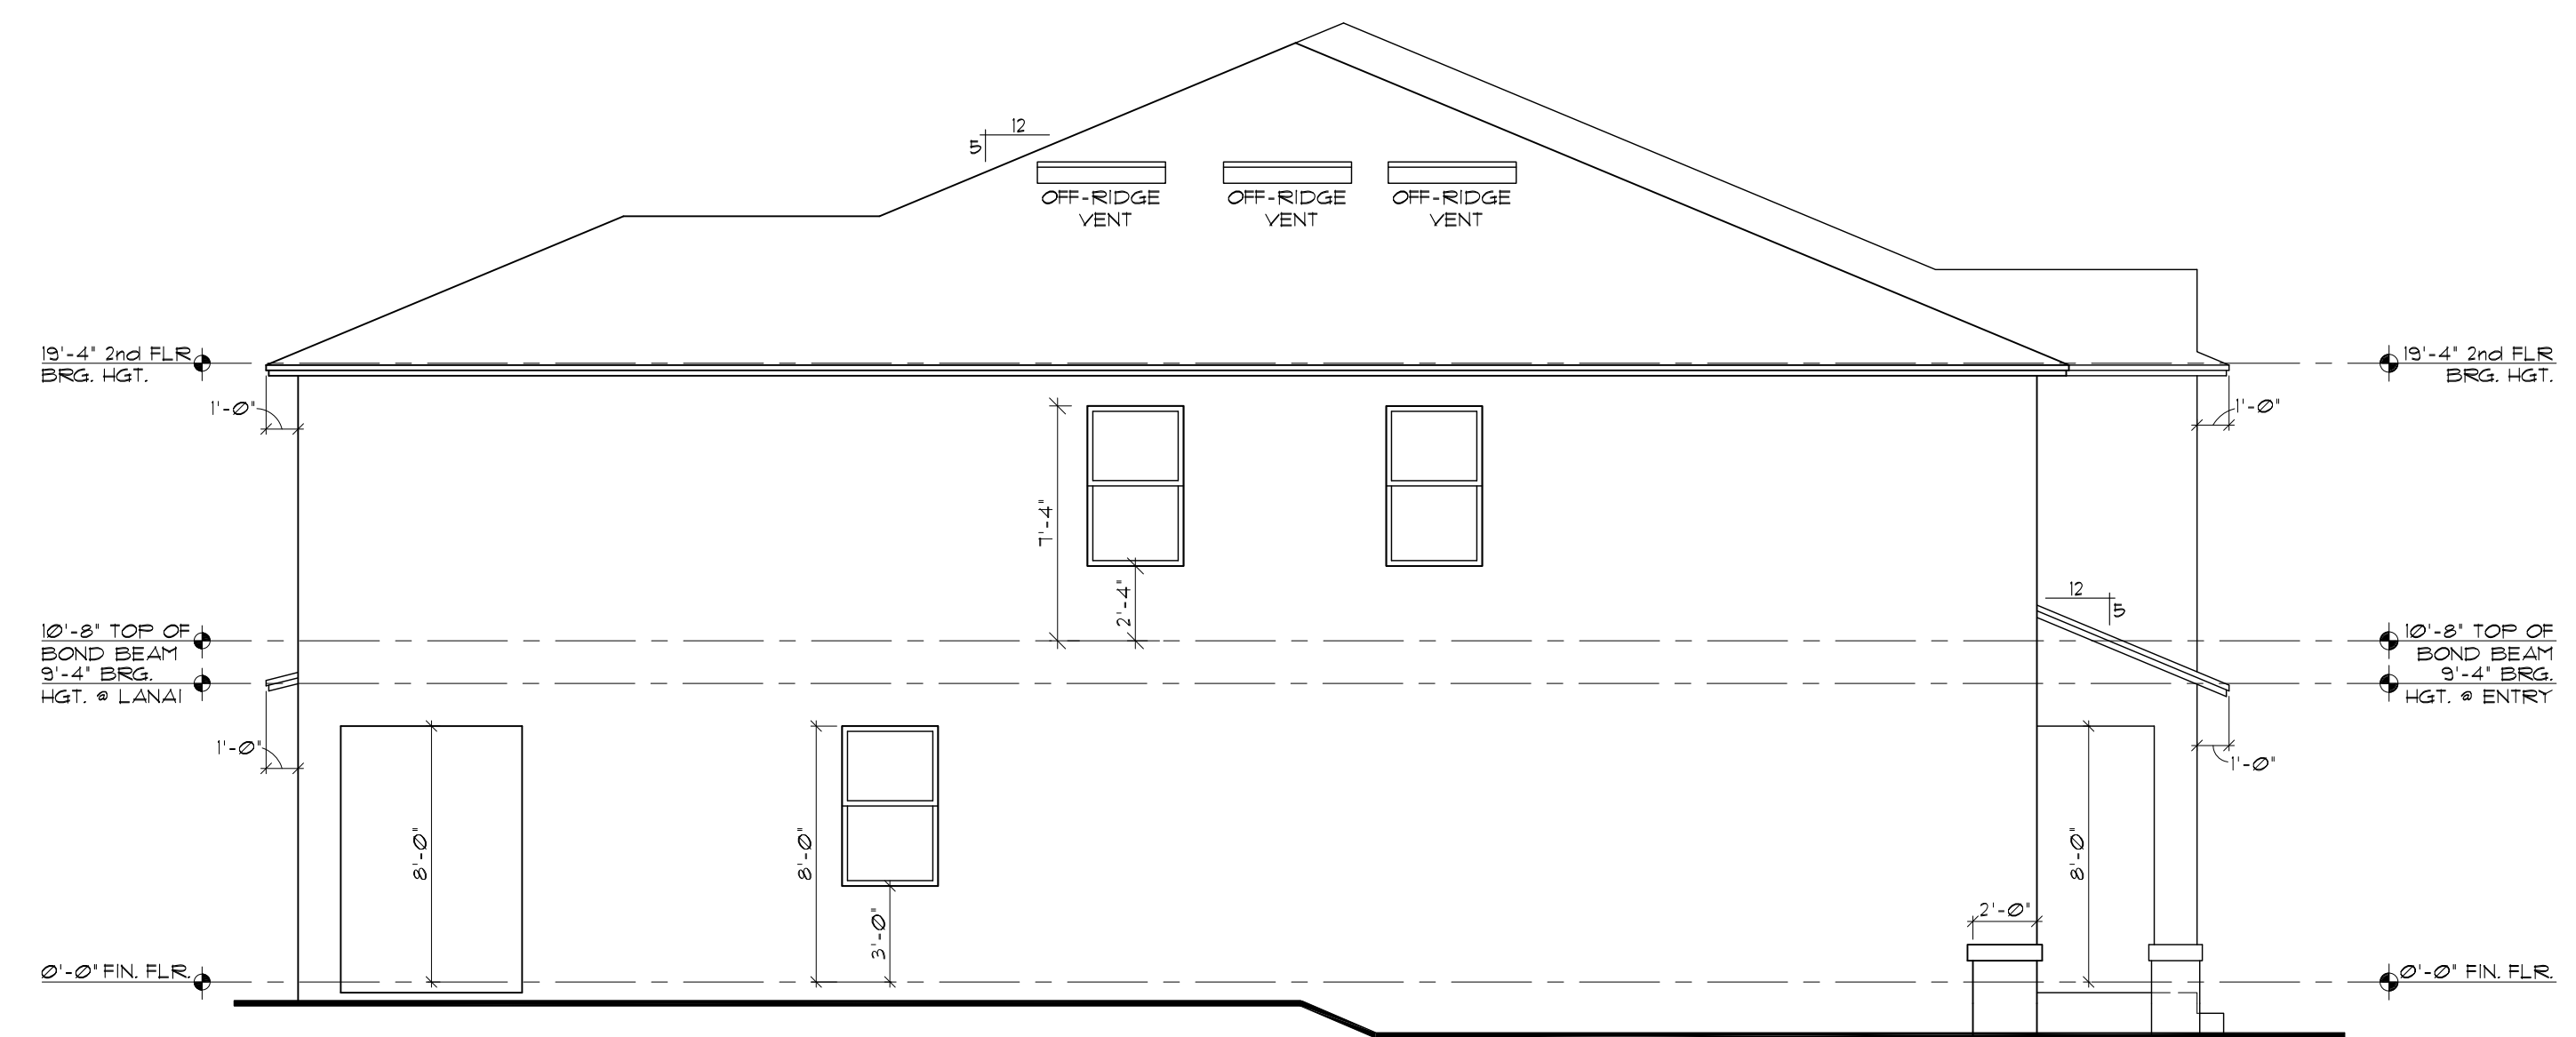 12
5
OFF-RIDGE
VENT
OFF-RIDGE
VENT
OFF-RIDGE
VENT
19'-4" 2nd FLR
BRG. HGT.
19'-4" 2nd FLR
BRG. HGT.
1'-0"
1'-0"
7'-4"
2'-4"
12
5
10'-8" TOP OF
BOND BEAM
9'-4" BRG.
HGT. @ LANAI
10'-8" TOP OF
BOND BEAM
9'-4" BRG.
HGT. @ ENTRY
1'-0"
1'-0"
8'-0"
8'-0"
3'-0"
8'-0"
2'-0"
0'-0" FIN. FLR.
0'-0" FIN. FLR.